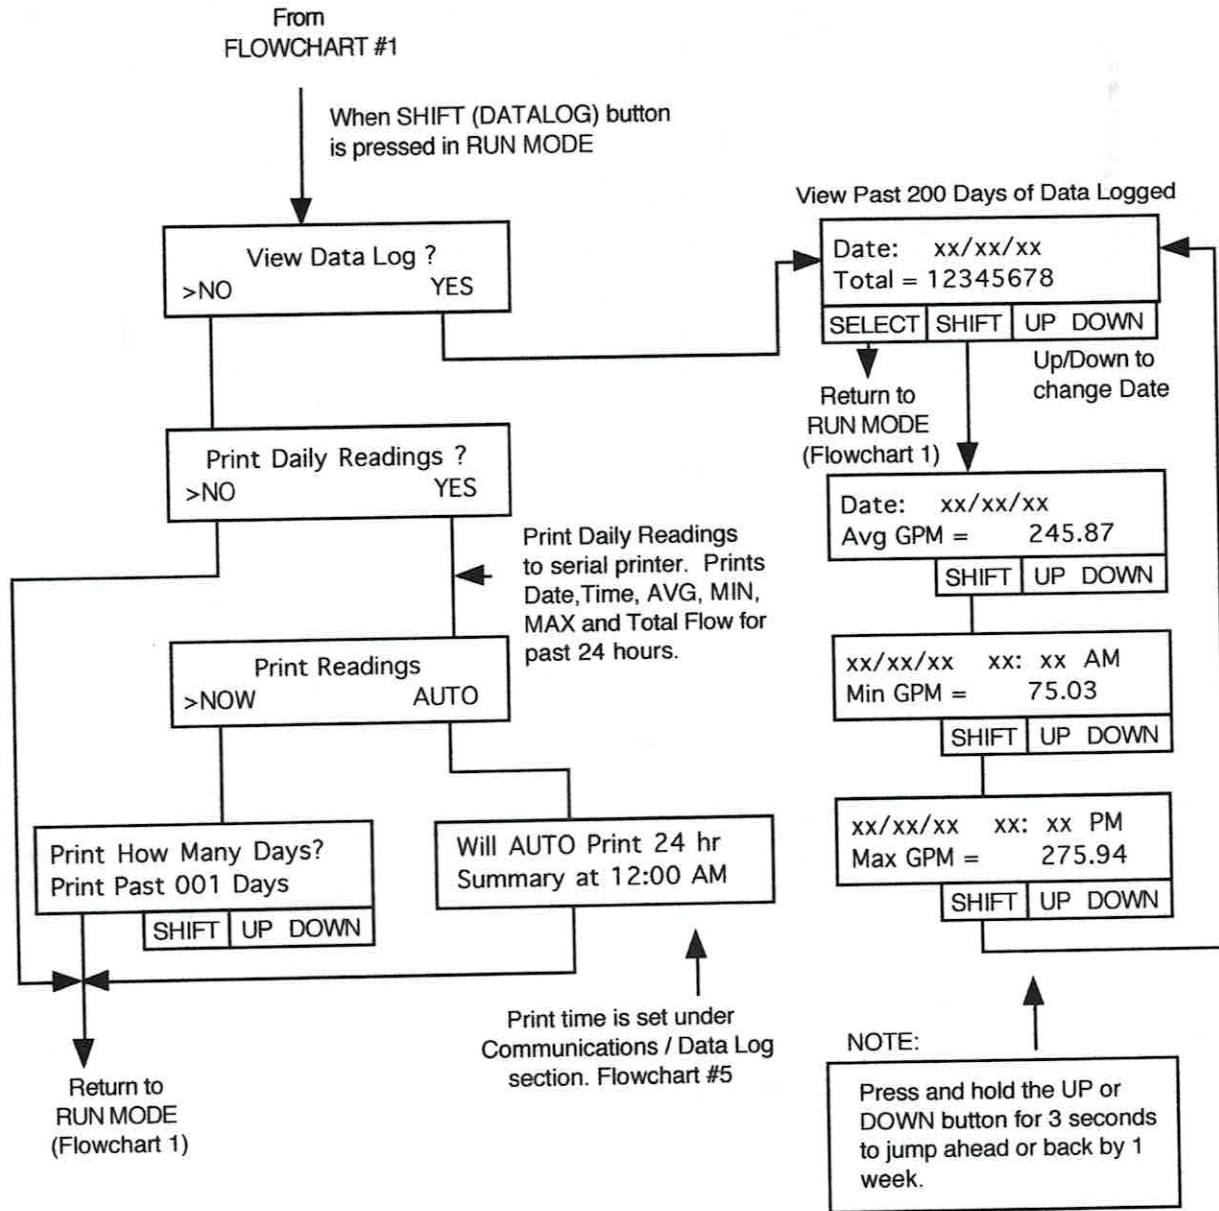 From
FLOWCHART #1
When SHIFT (DATALOG) button
is pressed in RUN MODE
View Data Log ?
>NO YES
Print Daily Readings ?
>NO YES
Print Daily Readings
to serial printer. Prints
Date,Time, AVG, MIN,
MAX and Total Flow for
past 24 hours.
Print Readings
>NOW AUTO
Print How Many Days?
Print Past 001 Days
SHIFT UP DOWN
Will AUTO Print 24 hr
Summary at 12:00 AM
Print time is set under
Communications / Data Log
section. Flowchart #5
Return to
RUN MODE
(Flowchart 1)
View Past 200 Days of Data Logged
Date: xx/xx/xx
Total = 12345678
SELECT SHIFT UP DOWN
Up/Down to
change Date
Return to
RUN MODE
(Flowchart 1)
Date: xx/xx/xx
Avg GPM = 245.87
SHIFT UP DOWN
xx/xx/xx xx: xx AM
Min GPM = 75.03
SHIFT UP DOWN
xx/xx/xx xx: xx PM
Max GPM = 275.94
SHIFT UP DOWN
NOTE:
Press and hold the UP or
DOWN button for 3 seconds
to jump ahead or back by 1
week.